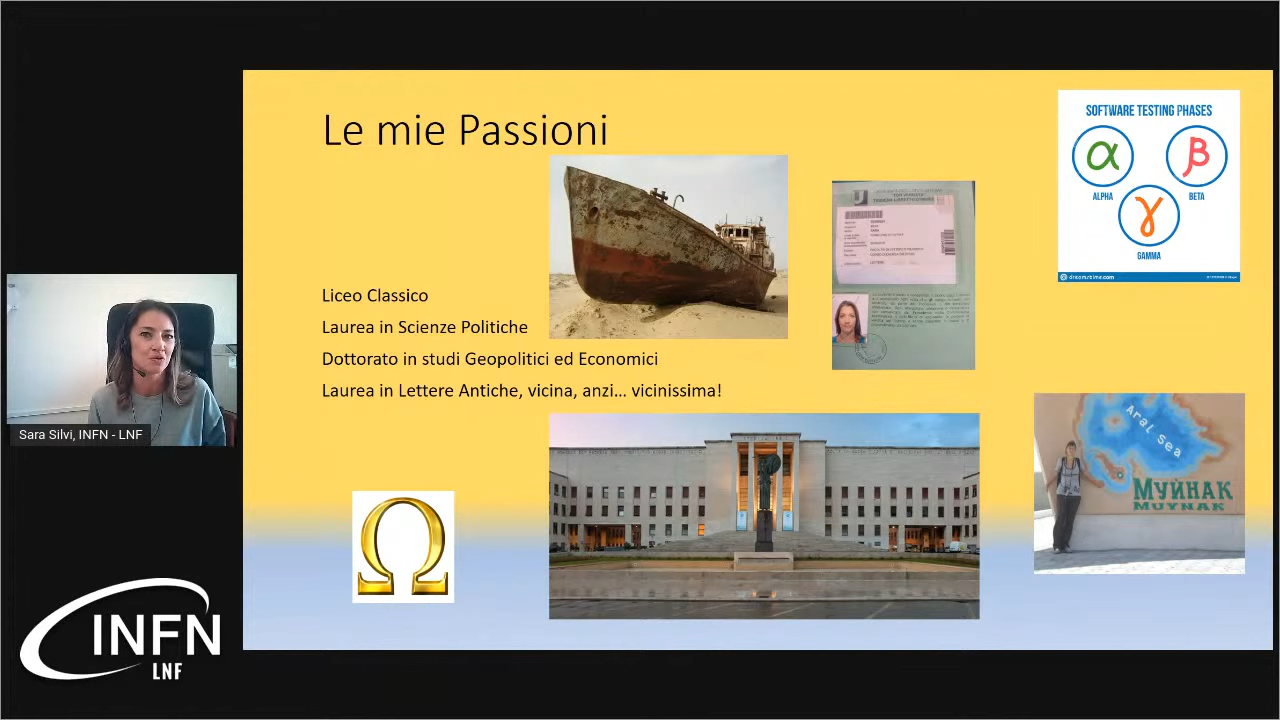 Le mie Passioni
Liceo Classico
Laurea in Scienze Politiche
Dottorato in studi Geopolitici ed Economici
Laurea in Lettere Antiche, vicina, anzi... vicinissima!
SOFTWARE TESTING PHASES
α
β
ALPHA
BETA
γ
GAMMA
dreamstime.com
Aral sea
Муйнак
MUYNAK
Ω
Sara Silvi, INFN - LNF
INFN
LNF